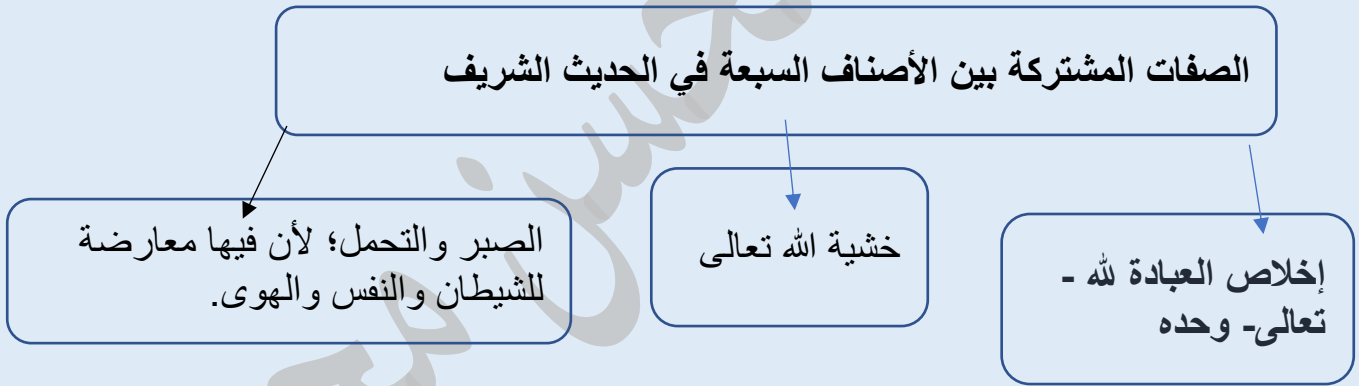 الصفات المشتركة بين الأصناف السبعة في الحديث الشريف
إخلاص العبادة لله -
تعالى- وحده
خشية الله تعالى
الصبر والتحمل؛ لأن فيها معارضة
للشيطان والنفس والهوى.